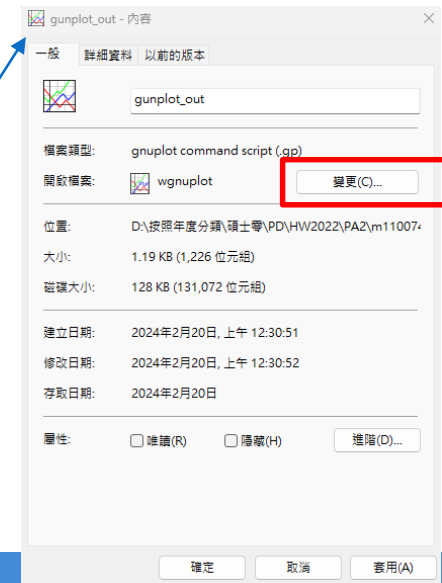 gunplot_out - 內容
一般 詳細資料 以前的版本
gunplot_out
檔案類型: gnuplot command script (.gp)
開啟檔案: wgnuplot 變更(C)...
位置: D:\按照年度分類\碩士零\PD\HW2022\PA2\m110074
大小: 1.19 KB (1,226 位元組)
磁碟大小: 128 KB (131,072 位元組)
建立日期: 2024年2月20日, 上午 12:30:51
修改日期: 2024年2月20日, 上午 12:30:52
存取日期: 2024年2月20日
屬性: 唯讀(R) 隱藏(H) 進階(D)...
確定 取消 套用(A)